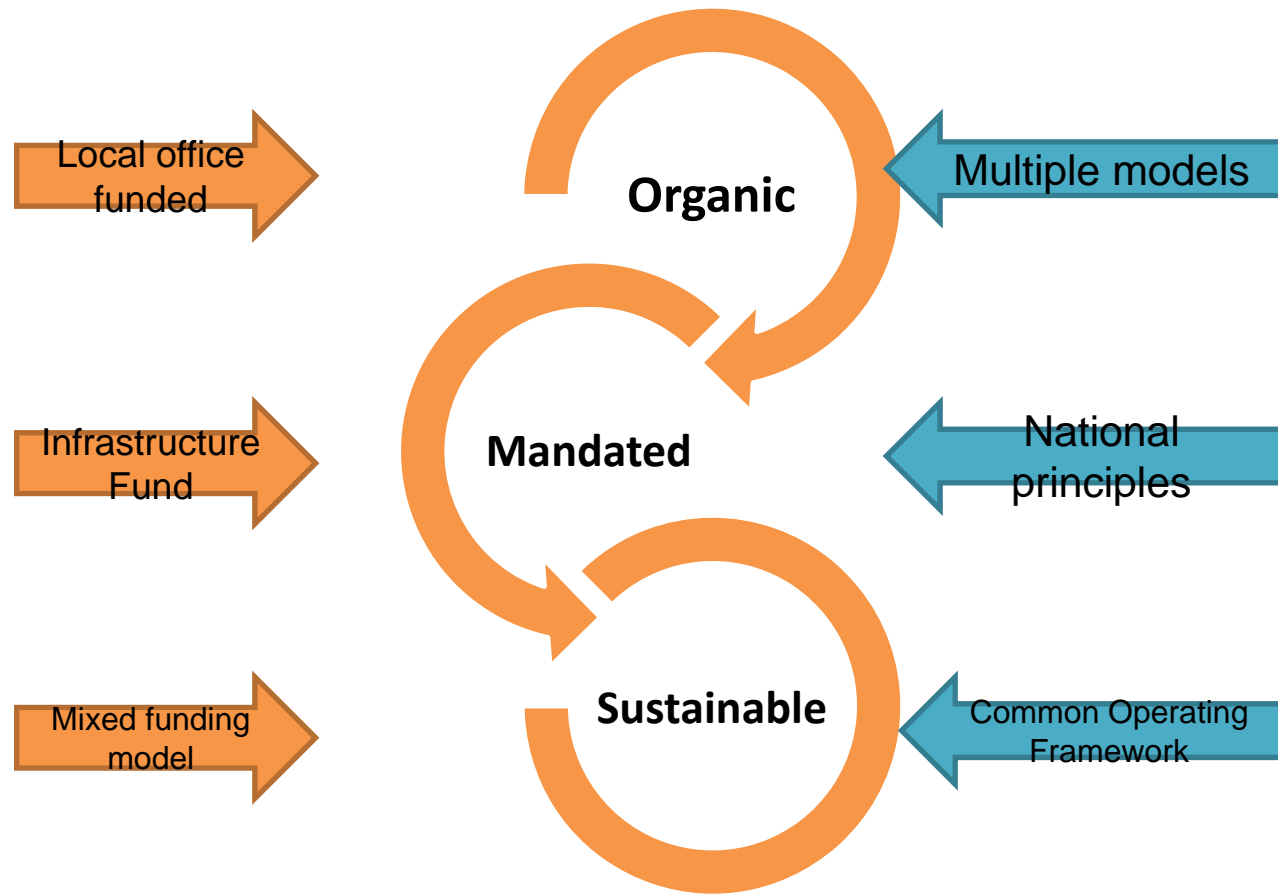 Local office
funded
Organic
Multiple models
Infrastructure
Fund
Mandated
National
principles
Mixed funding
model
Sustainable
Common Operating
Framework